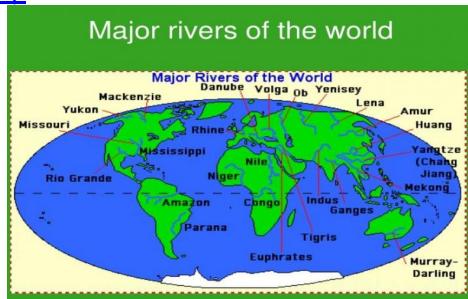 Major rivers of the world
Major Rivers of the World
Danube
Volga
Ob
Yenisey
Mackenzie
Lena
Yukon
Amur
Missouri
Rhine
Huang
Mississippi
Yangtze
(Chang
Jiang)
Nile
Rio Grande
Niger
Mekong
Amazon
Congo
Indus
Ganges
Parana
Tigris
Euphrates
Murray-
Darling